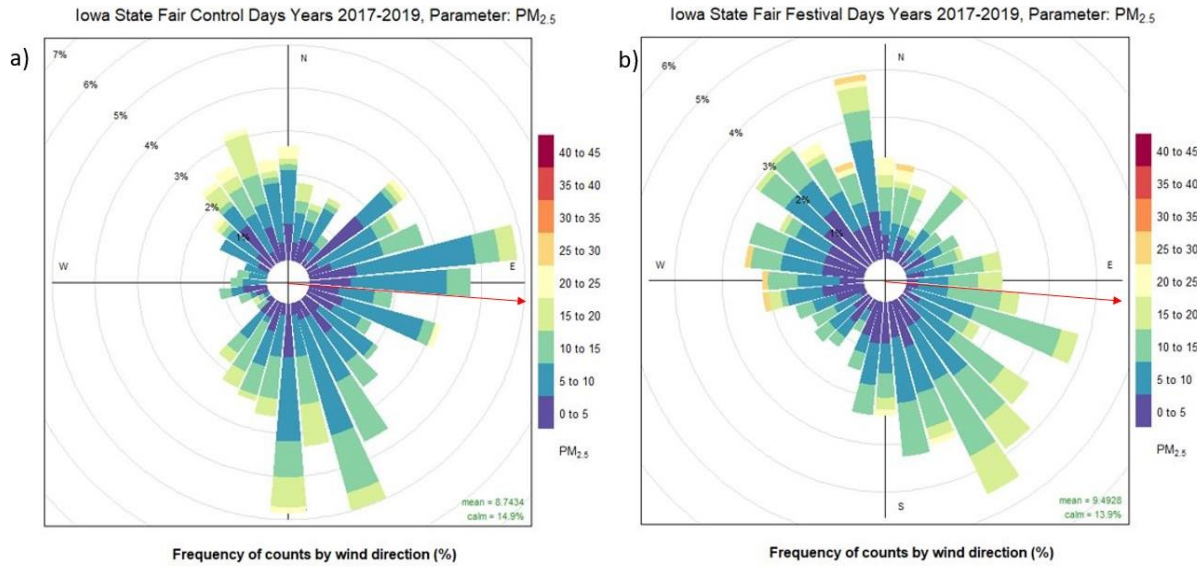 Iowa State Fair Control Days Years 2017-2019, Parameter: PM2.5
a)
7%
6%
5%
4%
3%
2%
1%
N
W
E
40 to 45
35 to 40
30 to 35
25 to 30
20 to 25
15 to 20
10 to 15
5 to 10
0 to 5
PM2.5
mean = 8.7434
calm = 14.9%
Frequency of counts by wind direction (%)
Iowa State Fair Festival Days Years 2017-2019, Parameter: PM2.5
b)
6%
5%
4%
3%
2%
1%
N
W
E
S
40 to 45
35 to 40
30 to 35
25 to 30
20 to 25
15 to 20
10 to 15
5 to 10
0 to 5
PM2.5
mean = 9.4928
calm = 13.9%
Frequency of counts by wind direction (%)